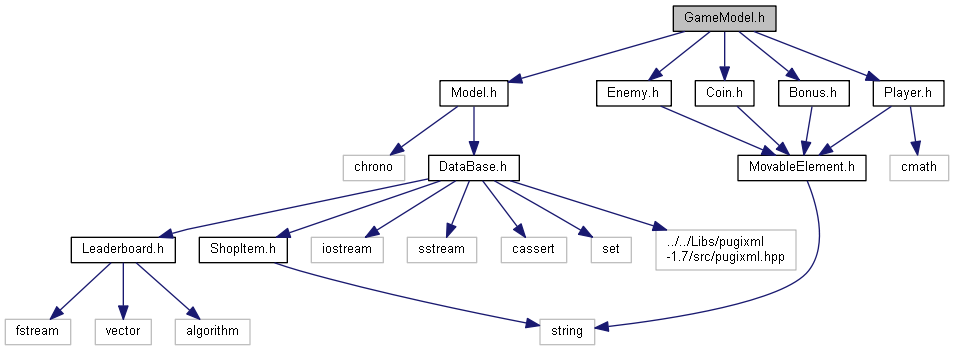 GameModel.h
Model.h
Enemy.h
Coin.h
Bonus.h
Player.h
chrono
DataBase.h
MovableElement.h
cmath
Leaderboard.h
ShopItem.h
iostream
sstream
cassert
set
../../Libs/pugixml
-1.7/src/pugixml.hpp
fstream
vector
algorithm
string